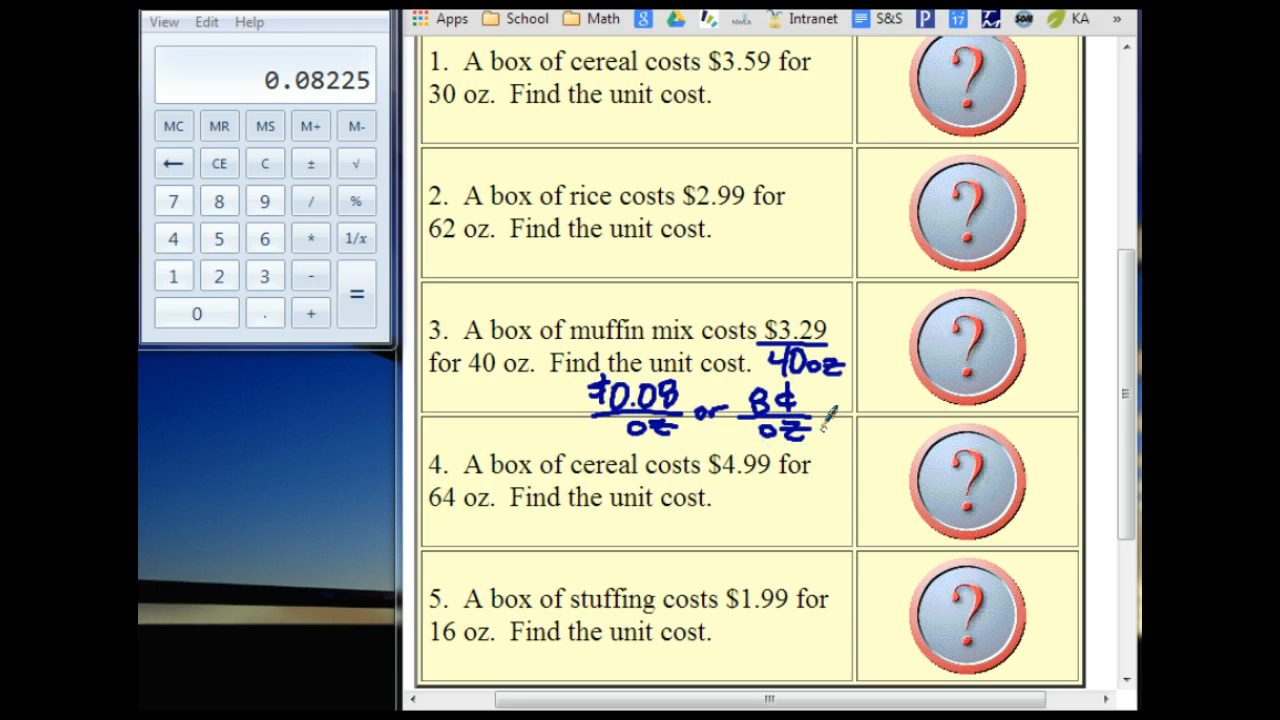 View Edit Help
0.08225
MC MR MS M+ M-
← CE C ± √
7 8 9 / %
4 5 6 * 1/x
1 2 3 -
=
0 . +
Apps School Math 8 Intranet S&S P 17 SOM KA »
1. A box of cereal costs $3.59 for
30 oz. Find the unit cost.
?
2. A box of rice costs $2.99 for
62 oz. Find the unit cost.
?
3. A box of muffin mix costs $3.29
for 40 oz. Find the unit cost.
40oz
$0.08 or 8¢
oz oz
?
4. A box of cereal costs $4.99 for
64 oz. Find the unit cost.
?
5. A box of stuffing costs $1.99 for
16 oz. Find the unit cost.
?